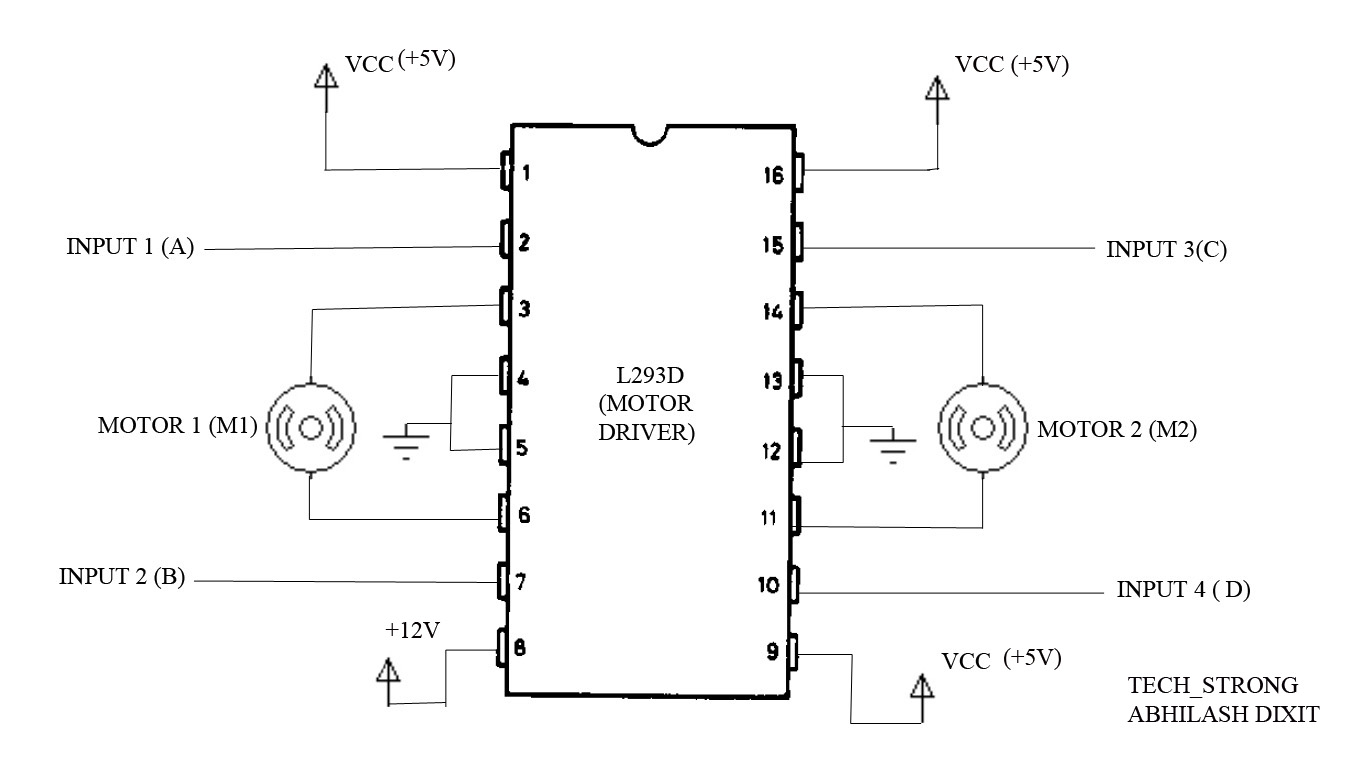 VCC (+5V)
VCC (+5V)
1
16
INPUT 1 (A)
2
15
INPUT 3(C)
3
14
4
L293D
13
(MOTOR
MOTOR 1 (M1)
DRIVER)
MOTOR 2 (M2)
5
12
6
11
INPUT 2 (B)
7
10
INPUT 4 ( D)
+12V
8
9
VCC (+5V)
TECH_STRONG
ABHILASH DIXIT